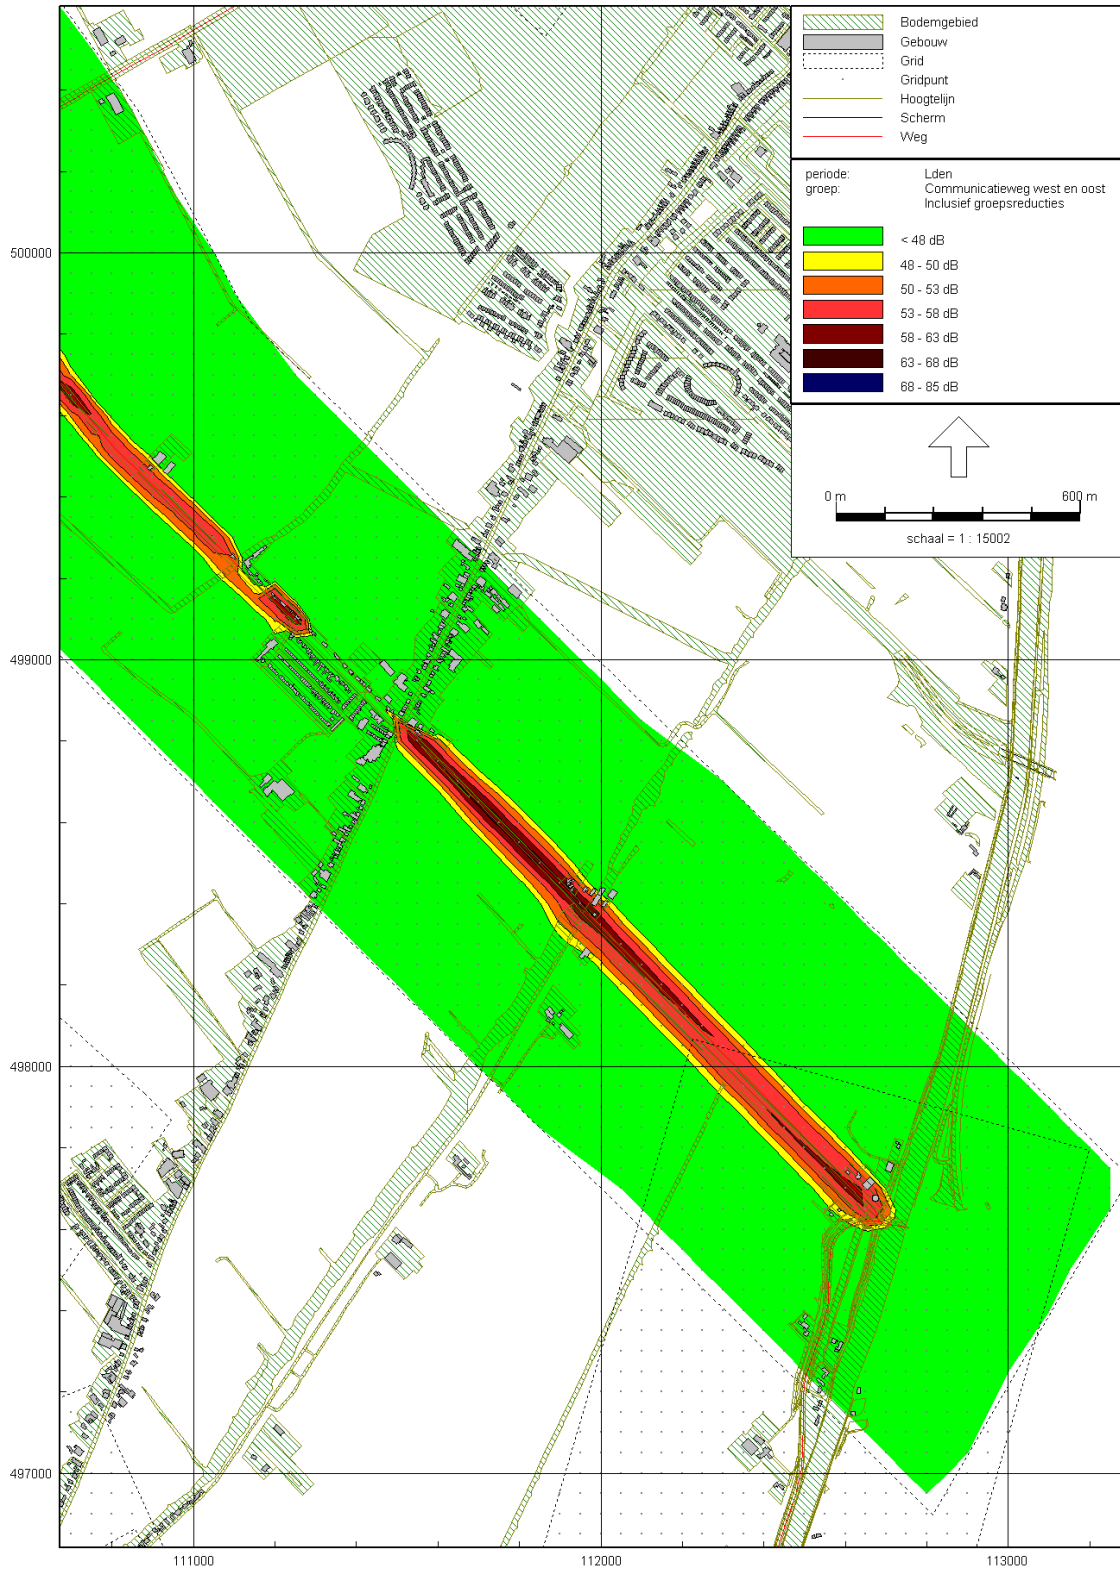 Bodemgebied
Gebouw
Grid
Gridpunt
Hoogtelijn
Scherm
Weg
periode: Lden
groep: Communicatieweg west en oost
Inclusief groepsreducties
< 48 dB
48 - 50 dB
50 - 53 dB
53 - 58 dB
58 - 63 dB
63 - 68 dB
68 - 85 dB
0 m 600 m
schaal = 1 : 15002
500000
499000
498000
497000
111000 112000 113000